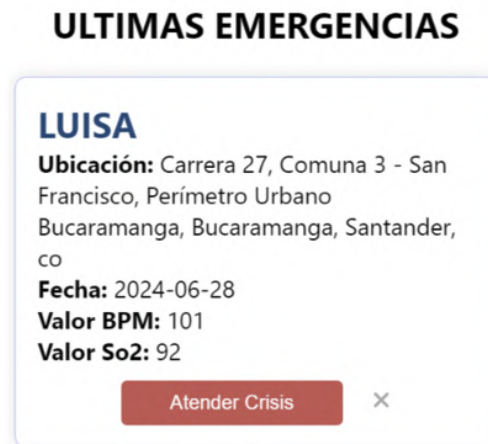 ULTIMAS EMERGENCIAS
LUISA
Ubicación: Carrera 27, Comuna 3 - San
Francisco, Perímetro Urbano
Bucaramanga, Bucaramanga, Santander,
co
Fecha: 2024-06-28
Valor BPM: 101
Valor So2: 92
Atender Crisis ×